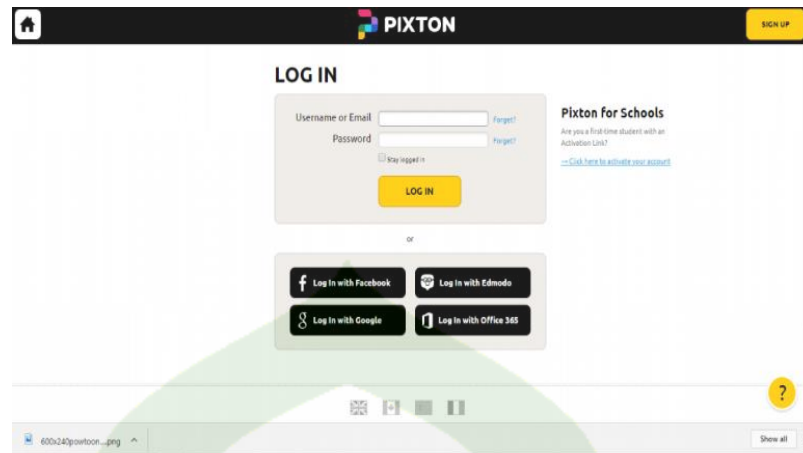 PIXTON
SIGN UP
LOG IN
Username or Email
Forgot?
Password
Forgot?
Stay logged in
LOG IN
Pixton for Schools
Are you a first-time student with an
Activation Link?
→ Click here to activate your account
or
Log In with Facebook
Log In with Edmodo
Log In with Google
Log In with Office 365
?
600x240powtoon....png
Show all